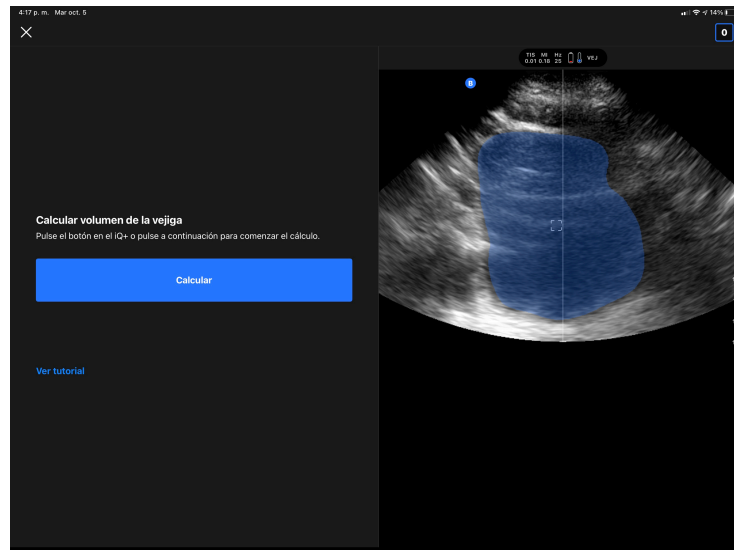 4:17 p. m. Mar oct. 5
14%
0
TIS MI Hz
0.01 0.18 25
VEJ
B
Calcular volumen de la vejiga
Pulse el botón en el iQ+ o pulse a continuación para comenzar el cálculo.
Calcular
Ver tutorial